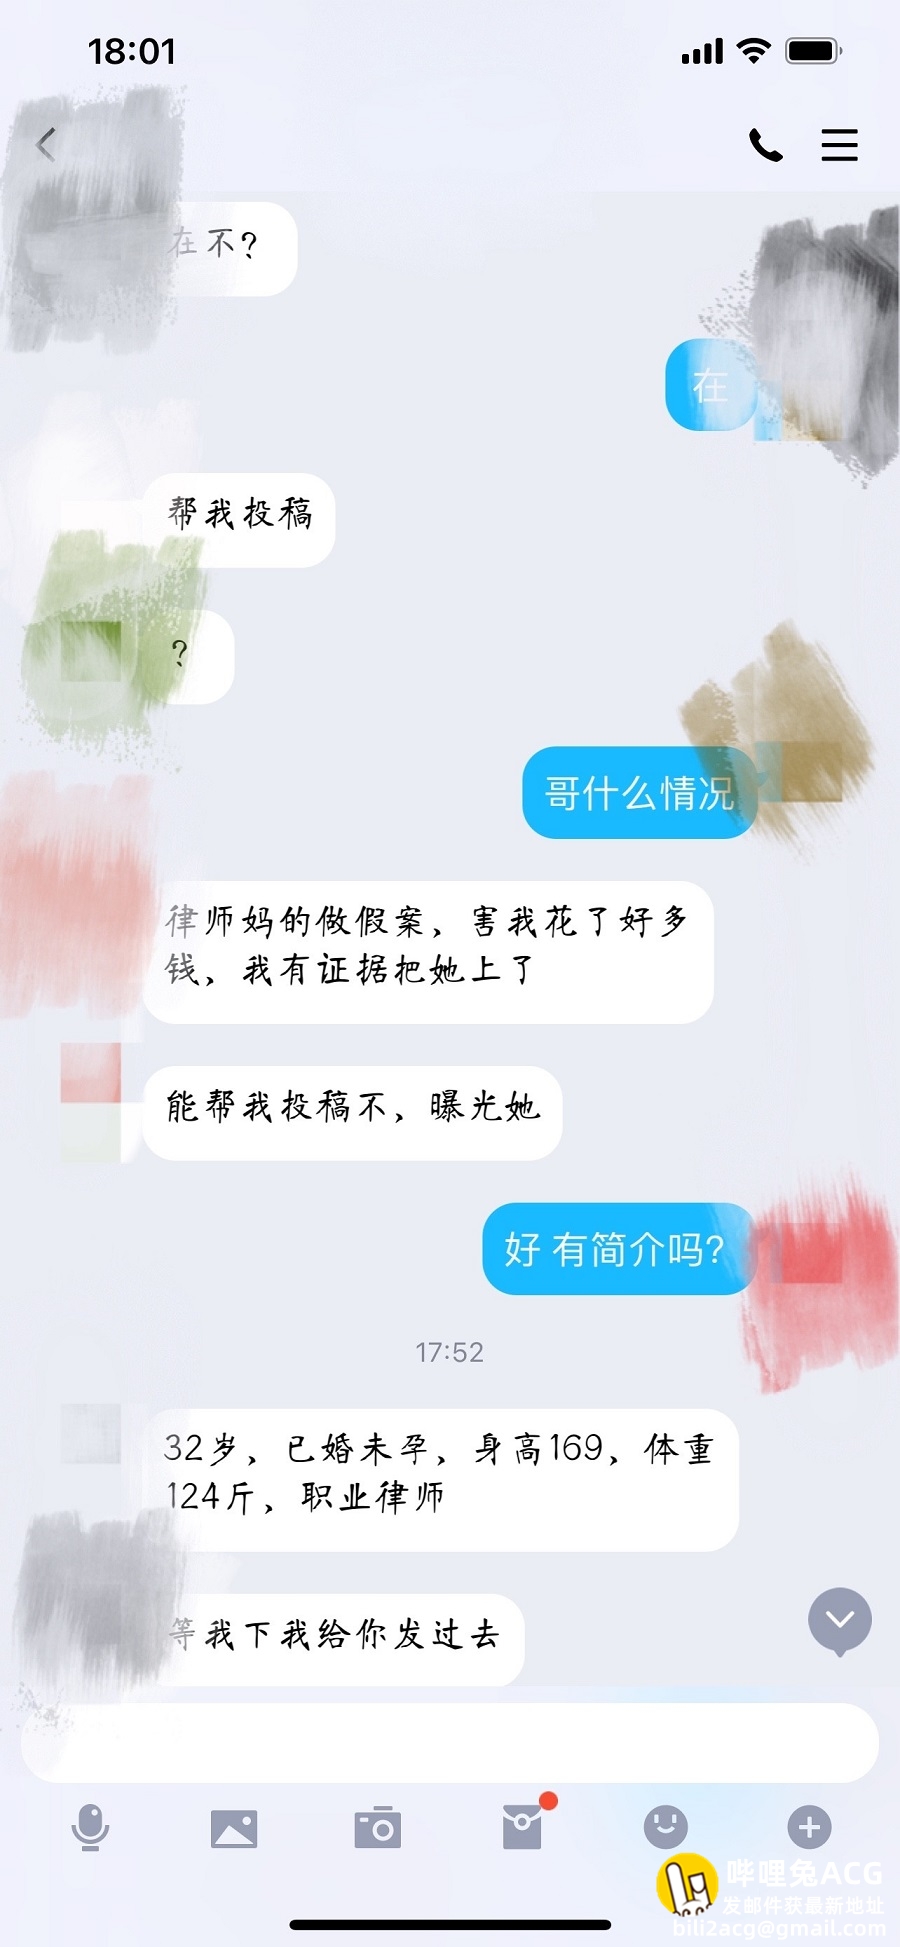 18:01
在不?
在
帮我投稿
?
哥什么情况
律师妈的做假案，害我花了好多
钱，我有证据把她上了
能帮我投稿不，曝光她
好 有简介吗?
17:52
32岁，已婚未孕，身高169，体重
124斤，职业律师
等我下我给你发过去
哔哩兔ACG
发邮件获最新地址
bili2acg@gmail.com